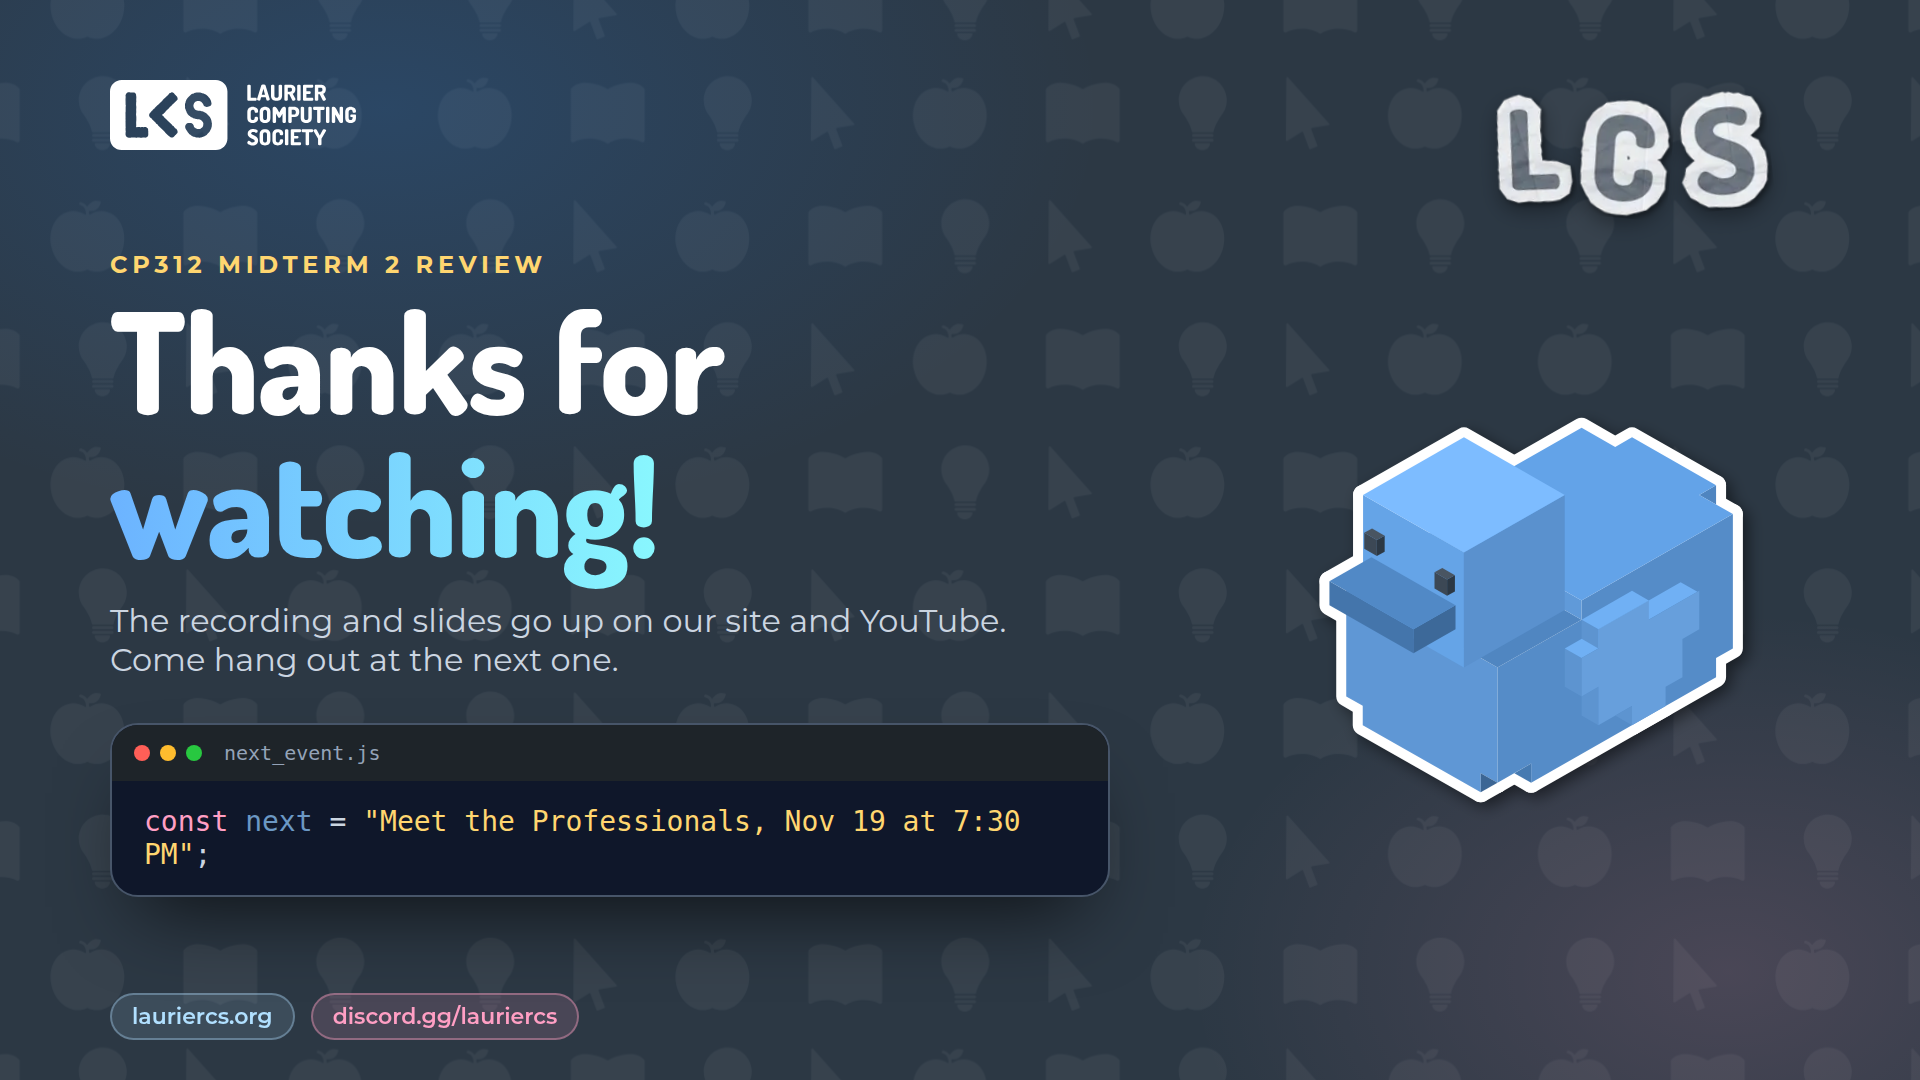 LCS
LAURIER
COMPUTING
SOCIETY
LCS
CP312 MIDTERM 2 REVIEW
Thanks for
watching!
The recording and slides go up on our site and YouTube.
Come hang out at the next one.
next_event.js
const next = "Meet the Professionals, Nov 19 at 7:30
PM";
lauriercs.org
discord.gg/lauriercs